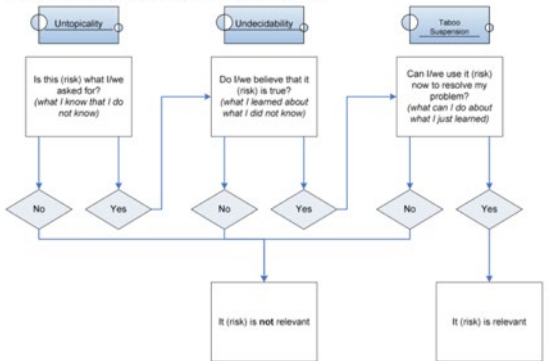 Untopicality
Undecidability
Taboo
Suspension
Is this (risk) what I/we
asked for?
(what I know that I do
not know)
Do I/we believe that it
(risk) is true?
(what I learned about
what I did not know)
Can I/we use it (risk)
now to resolve my
problem?
(what can I do about
what I just learned)
No
Yes
No
Yes
No
Yes
It (risk) is not relevant
It (risk) is relevant